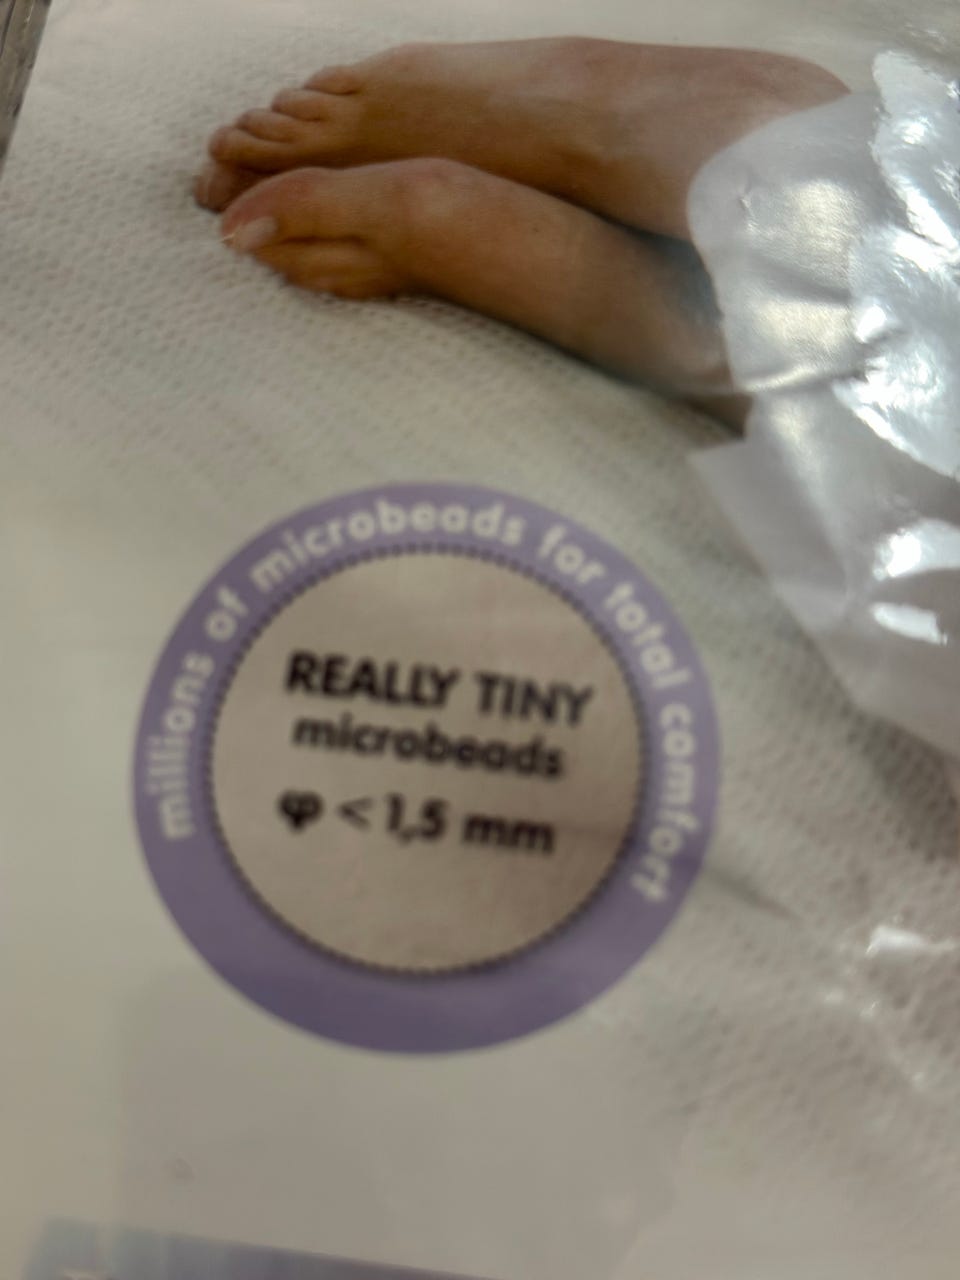 millions of microbeads for total comfort
REALLY TINY
microbeads
φ < 1,5 mm